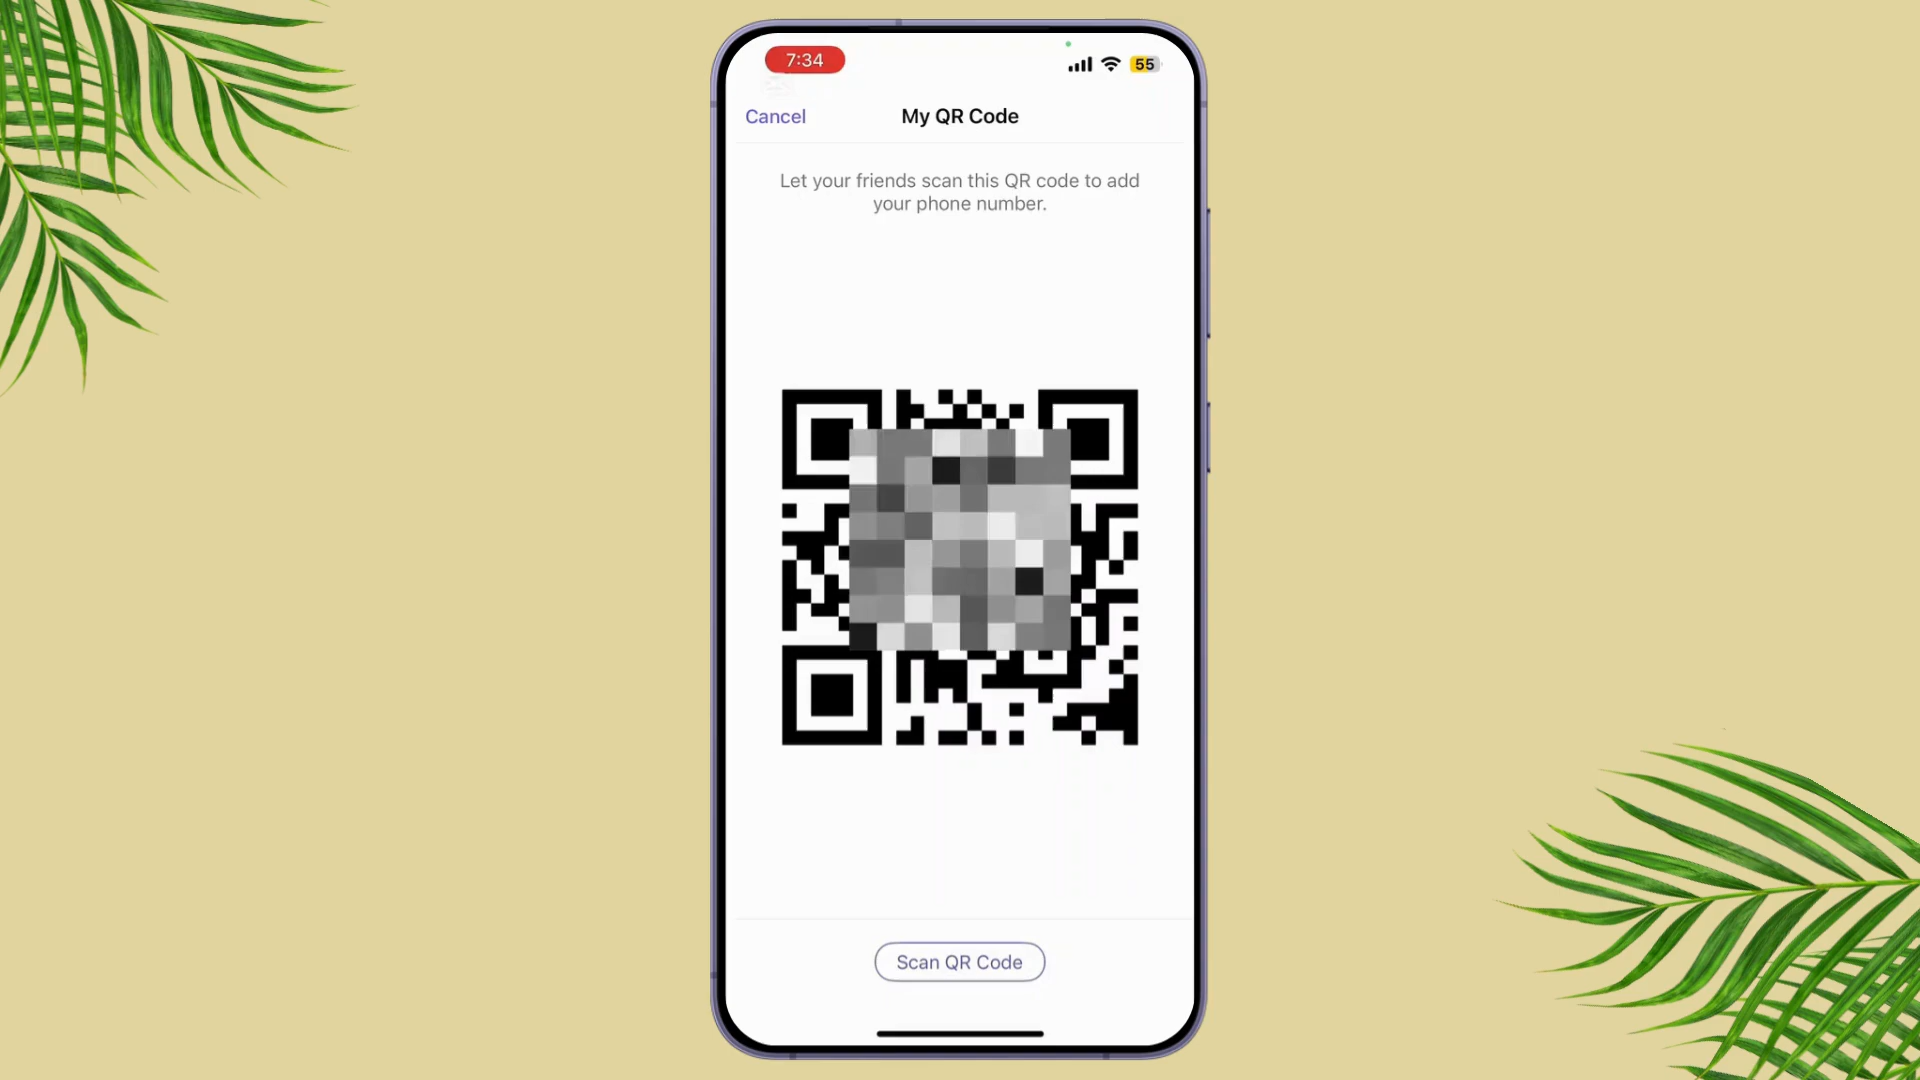 7:34
55
Cancel
My QR Code
Let your friends scan this QR code to add
your phone number.
Scan QR Code